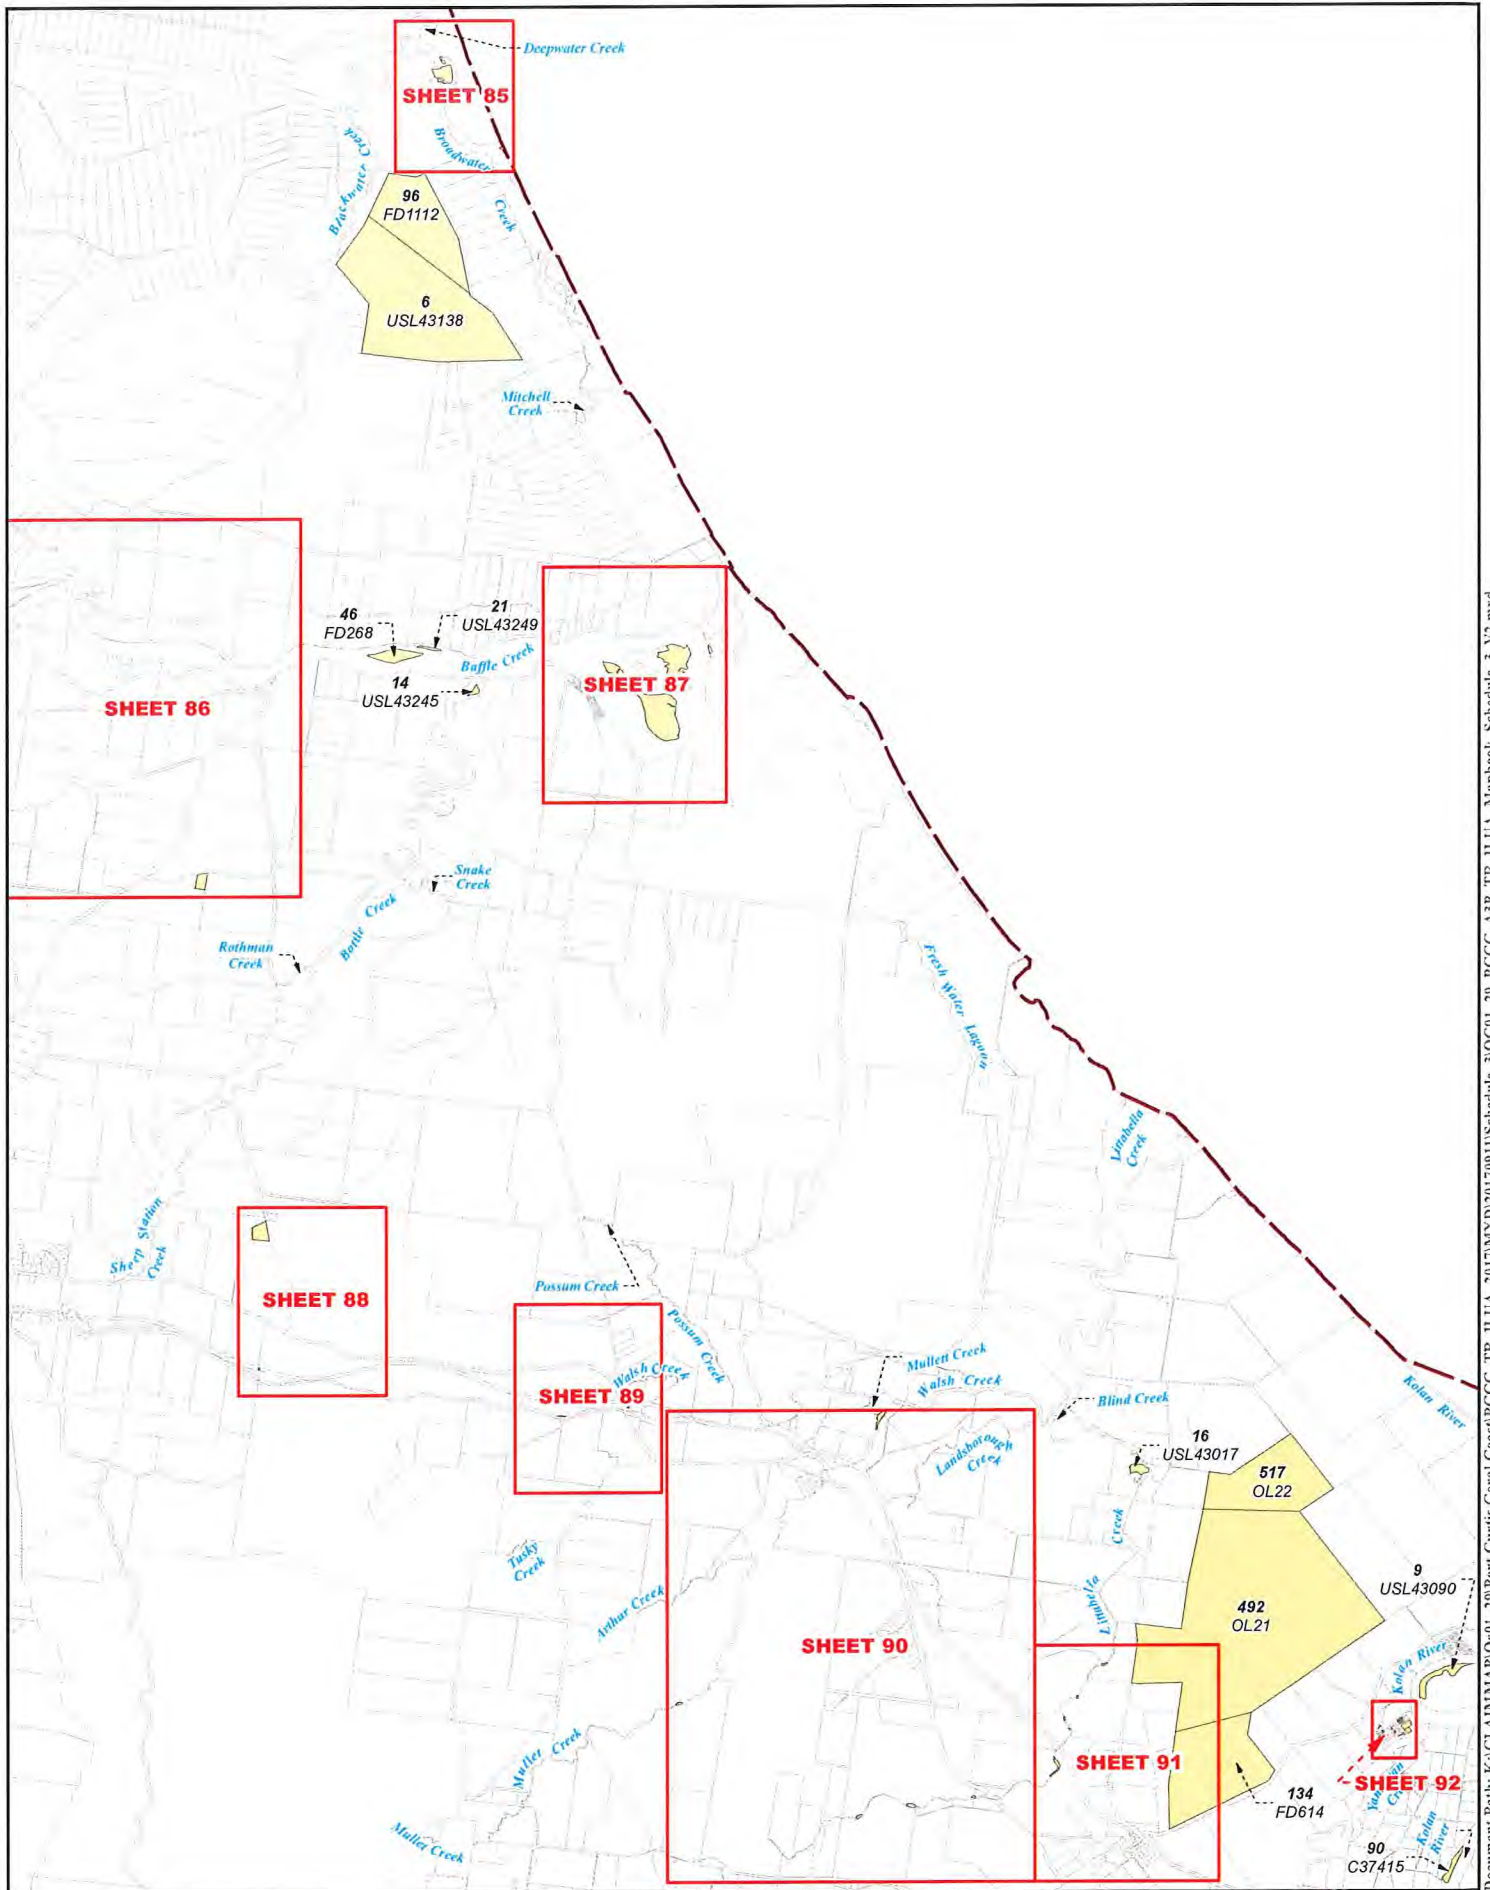 Deepwater Creek
SHEET 85
Blackwater Creek
Broadwater
Creek
96
FD1112
6
USL43138
Mitchell
Creek
21
USL43249
46
FD268
Baffle Creek
14
USL43245
SHEET 87
SHEET 86
Snake
Creek
Bottle Creek
Rothman
Creek
Fresh Water Lagoon
Littabella
Creek
Sheep Station
Creek
Possum Creek
SHEET 88
Possum Creek
Walsh Creek
Mullett Creek
Walsh Creek
SHEET 89
Blind Creek
Kolan River
Landsborough
Creek
16
USL43017
517
OL22
Creek
Littabella
Tusky
Creek
Arthur Creek
9
USL43090
492
OL21
SHEET 90
Kolan River
Mullet Creek
SHEET 91
SHEET 92
134
FD614
Mullet Creek
Kolan
River
90
C37415